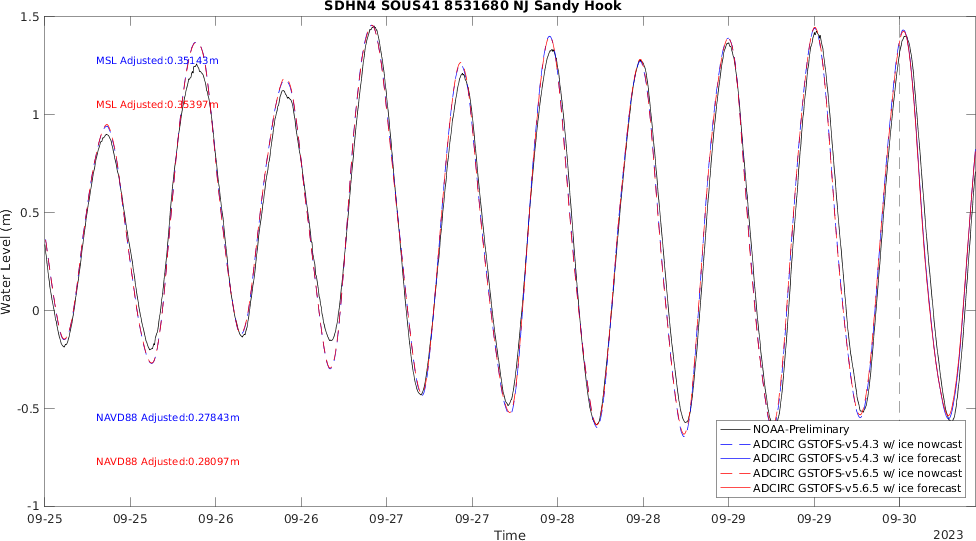 SDHN4 SOUS41 8531680 NJ Sandy Hook
1.5
MSL Adjusted:0.35143m
MSL Adjusted:0.35397m
1
0.5
Water Level (m)
0
-0.5
NAVD88 Adjusted:0.27843m
NAVD88 Adjusted:0.28097m
NOAA-Preliminary
ADCIRC GSTOFS-v5.4.3 w/ ice nowcast
ADCIRC GSTOFS-v5.4.3 w/ ice forecast
ADCIRC GSTOFS-v5.6.5 w/ ice nowcast
ADCIRC GSTOFS-v5.6.5 w/ ice forecast
-1
09-25 09-25 09-26 09-26 09-27 09-27 09-28 09-28 09-29 09-29 09-30
Time
2023